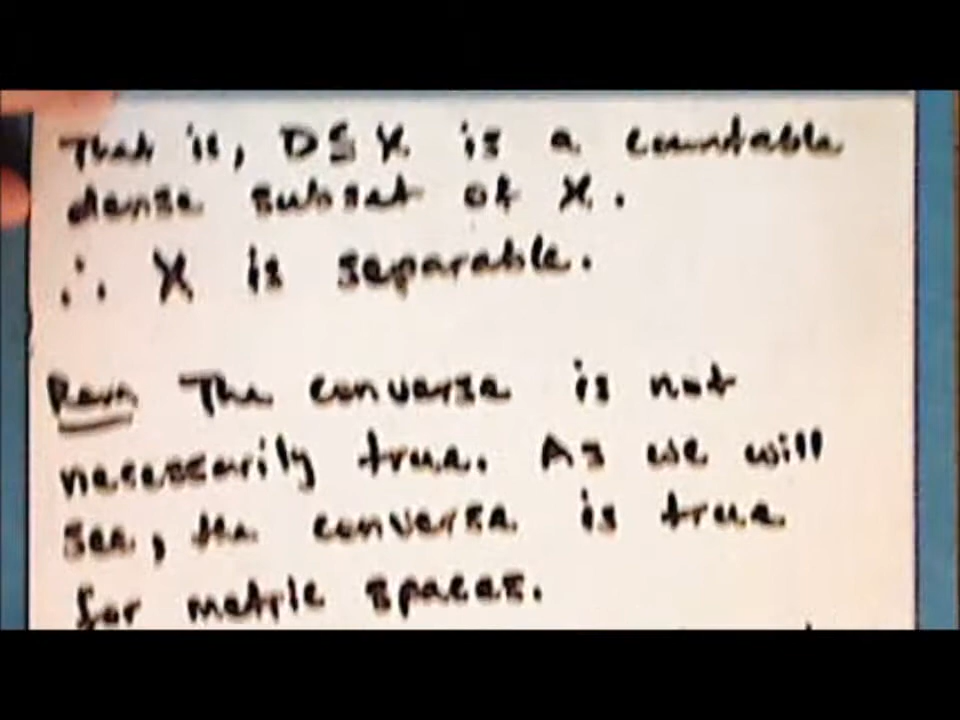 That is, D ⊆ X is a countable
dense subset of X.
∴ X is separable.
Rem The converse is not
necessarily true. As we will
see, the converse is true
for metric spaces.